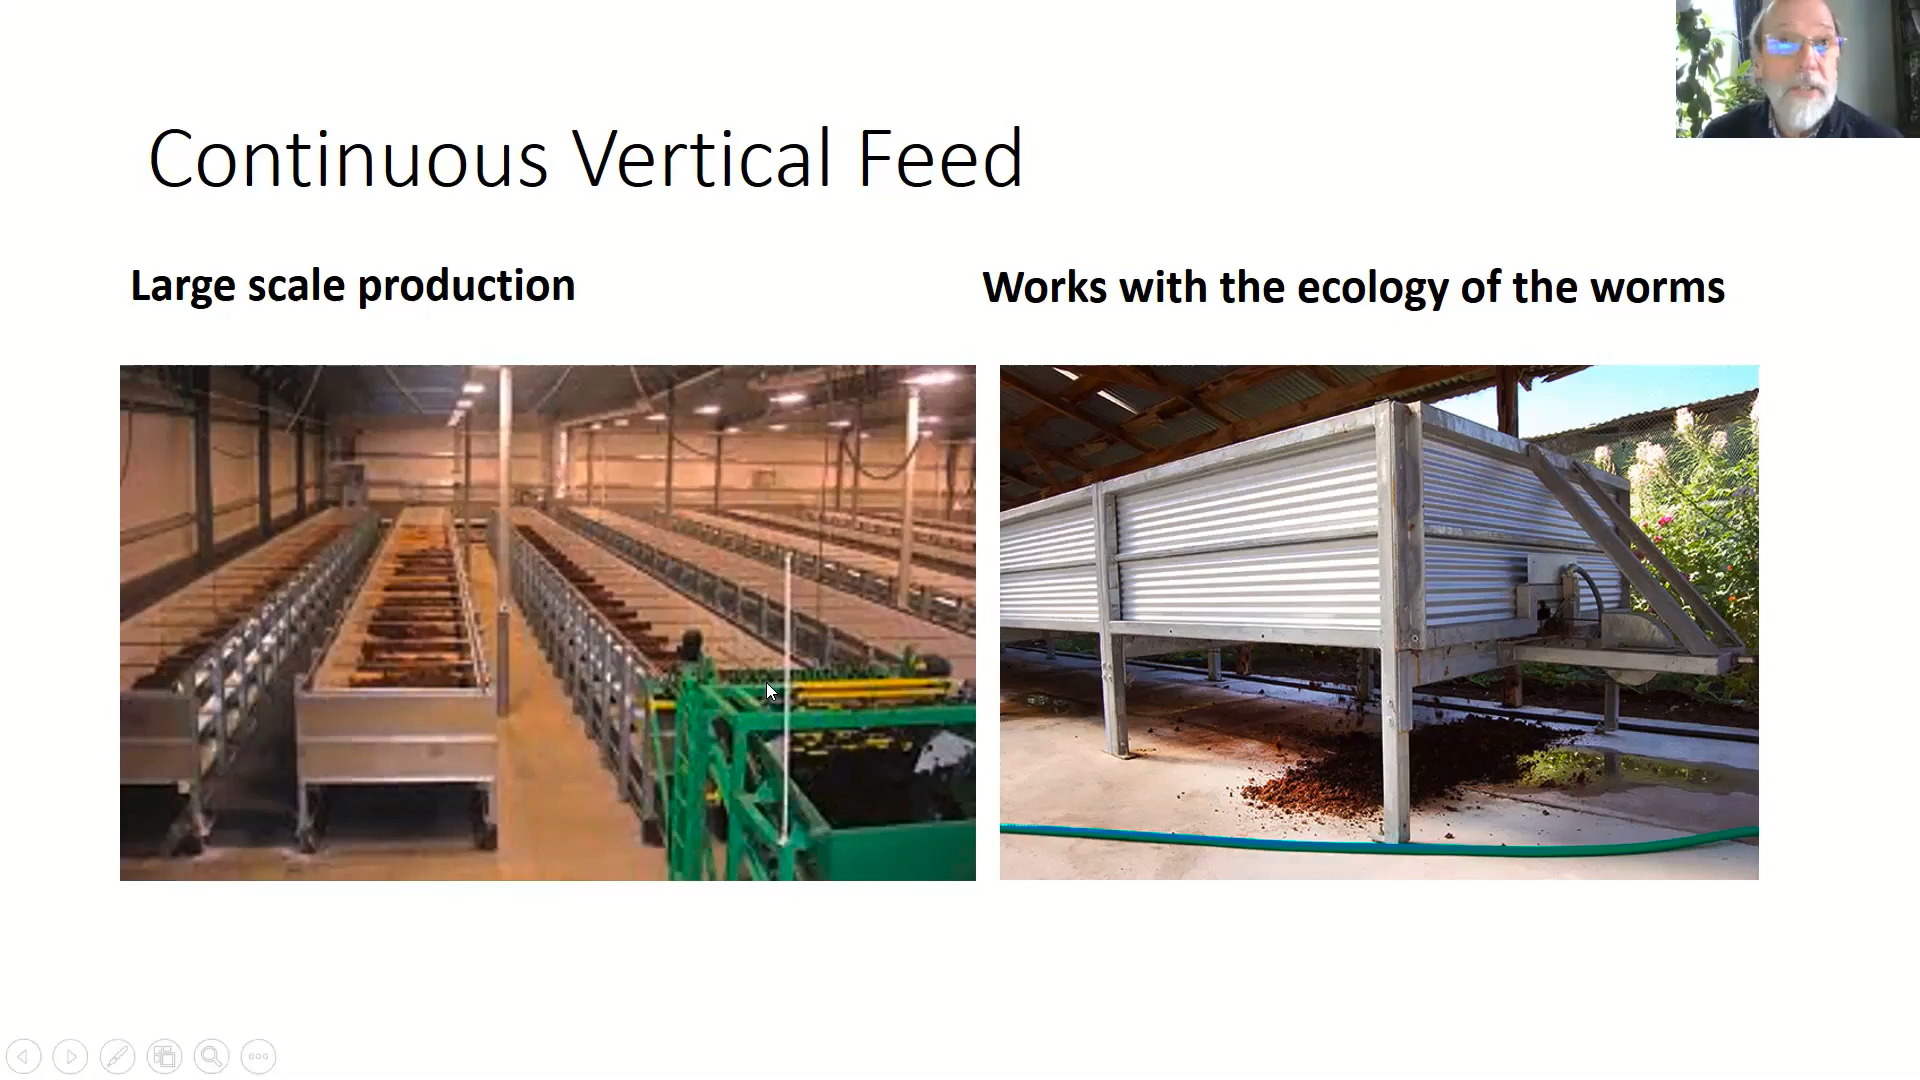 Continuous Vertical Feed
Large scale production
Works with the ecology of the worms